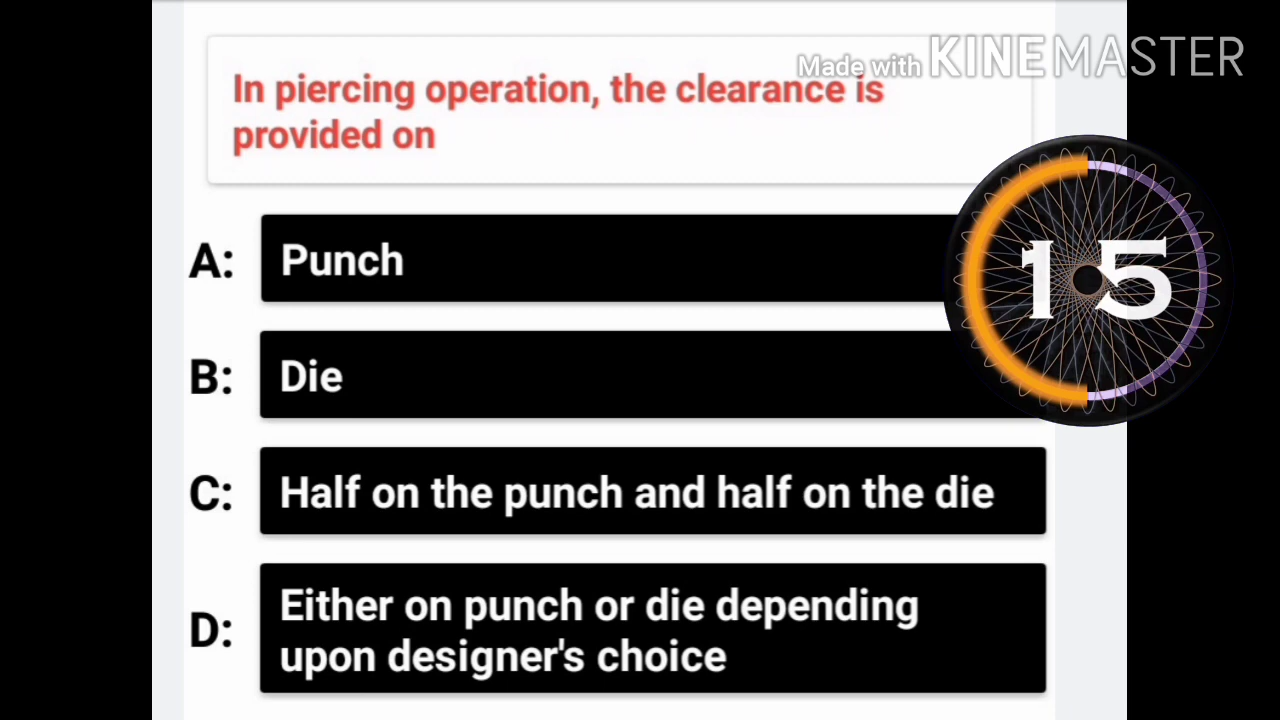 Made with KINEMASTER
In piercing operation, the clearance is
provided on
A: Punch
15
B: Die
C: Half on the punch and half on the die
D: Either on punch or die depending
upon designer's choice